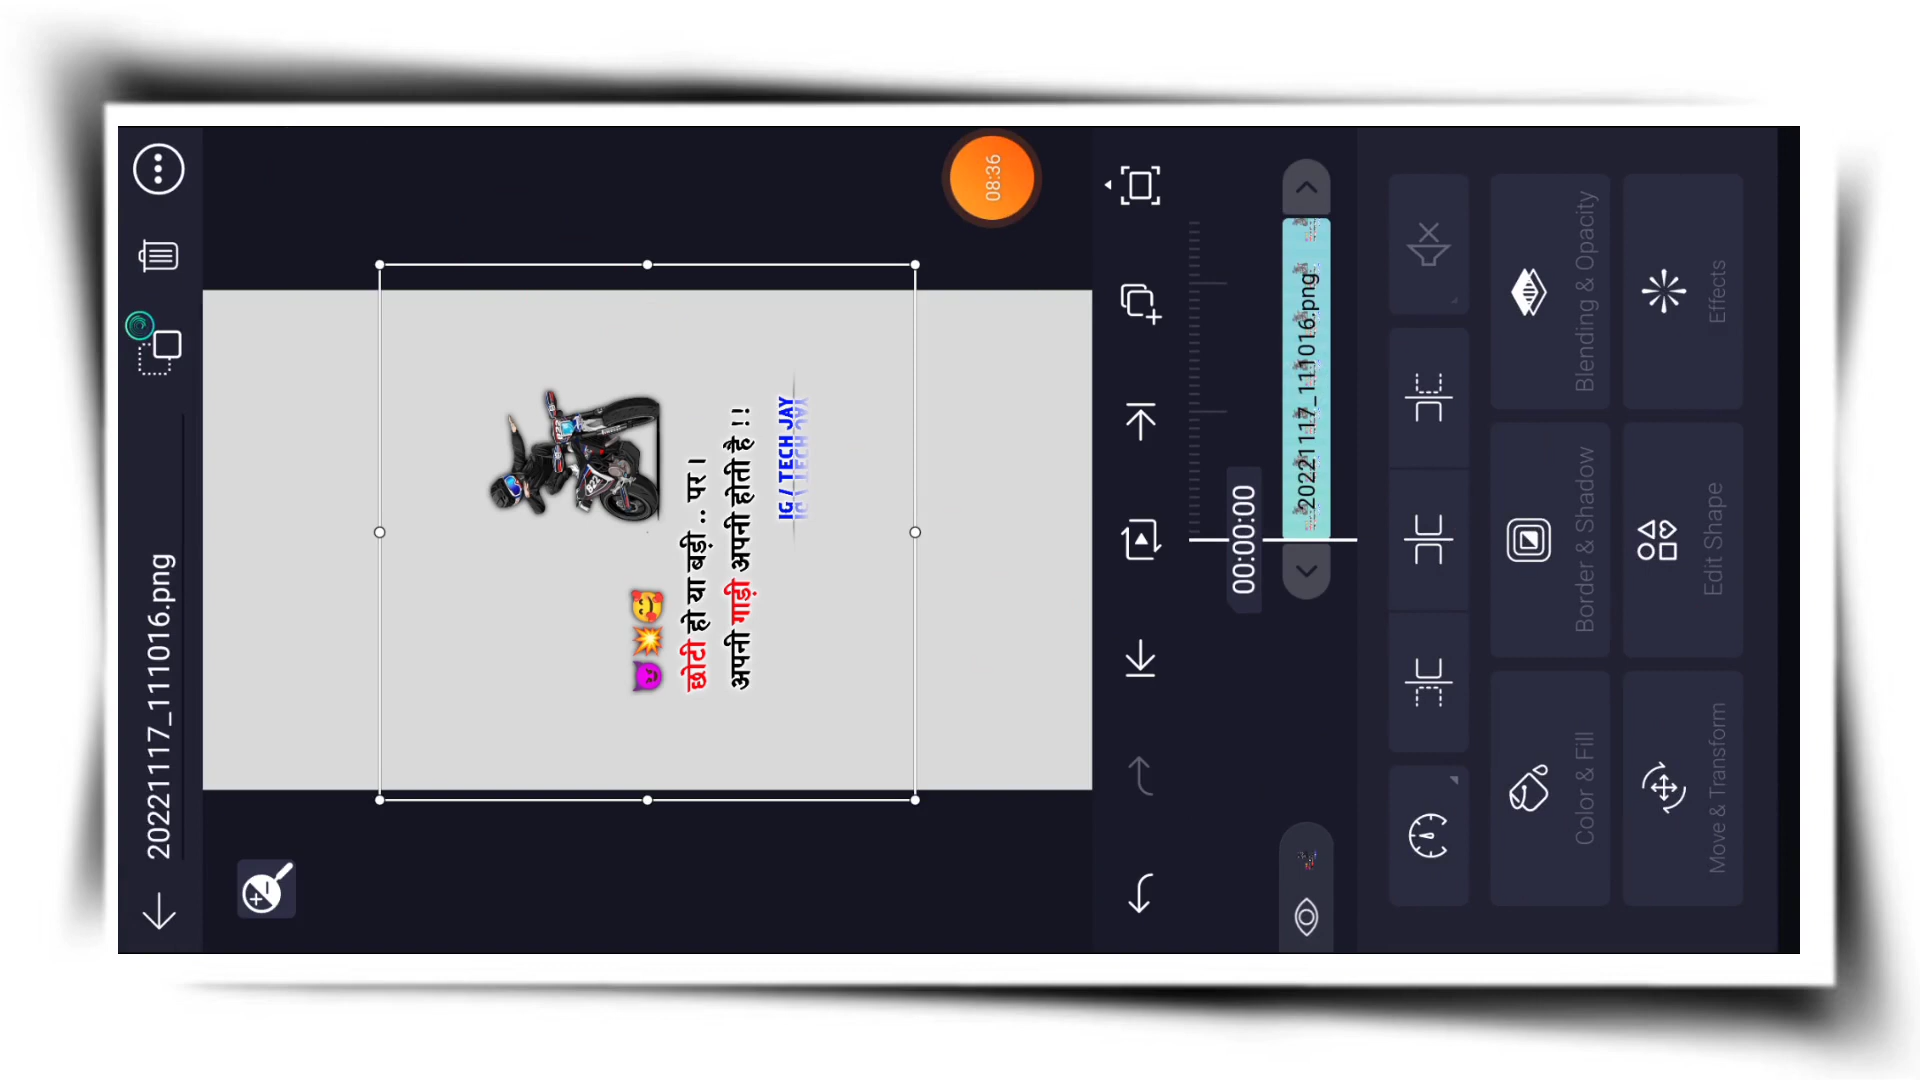 20221117_111016.png
08:36
छोटी हो या बड़ी .. पर ।
अपनी गाड़ी अपनी होती है !!
IG / TECH JAY
822
00:00:00
20221117_111016.png
Blending & Opacity
Border & Shadow
Color & Fill
Effects
Edit Shape
Move & Transform